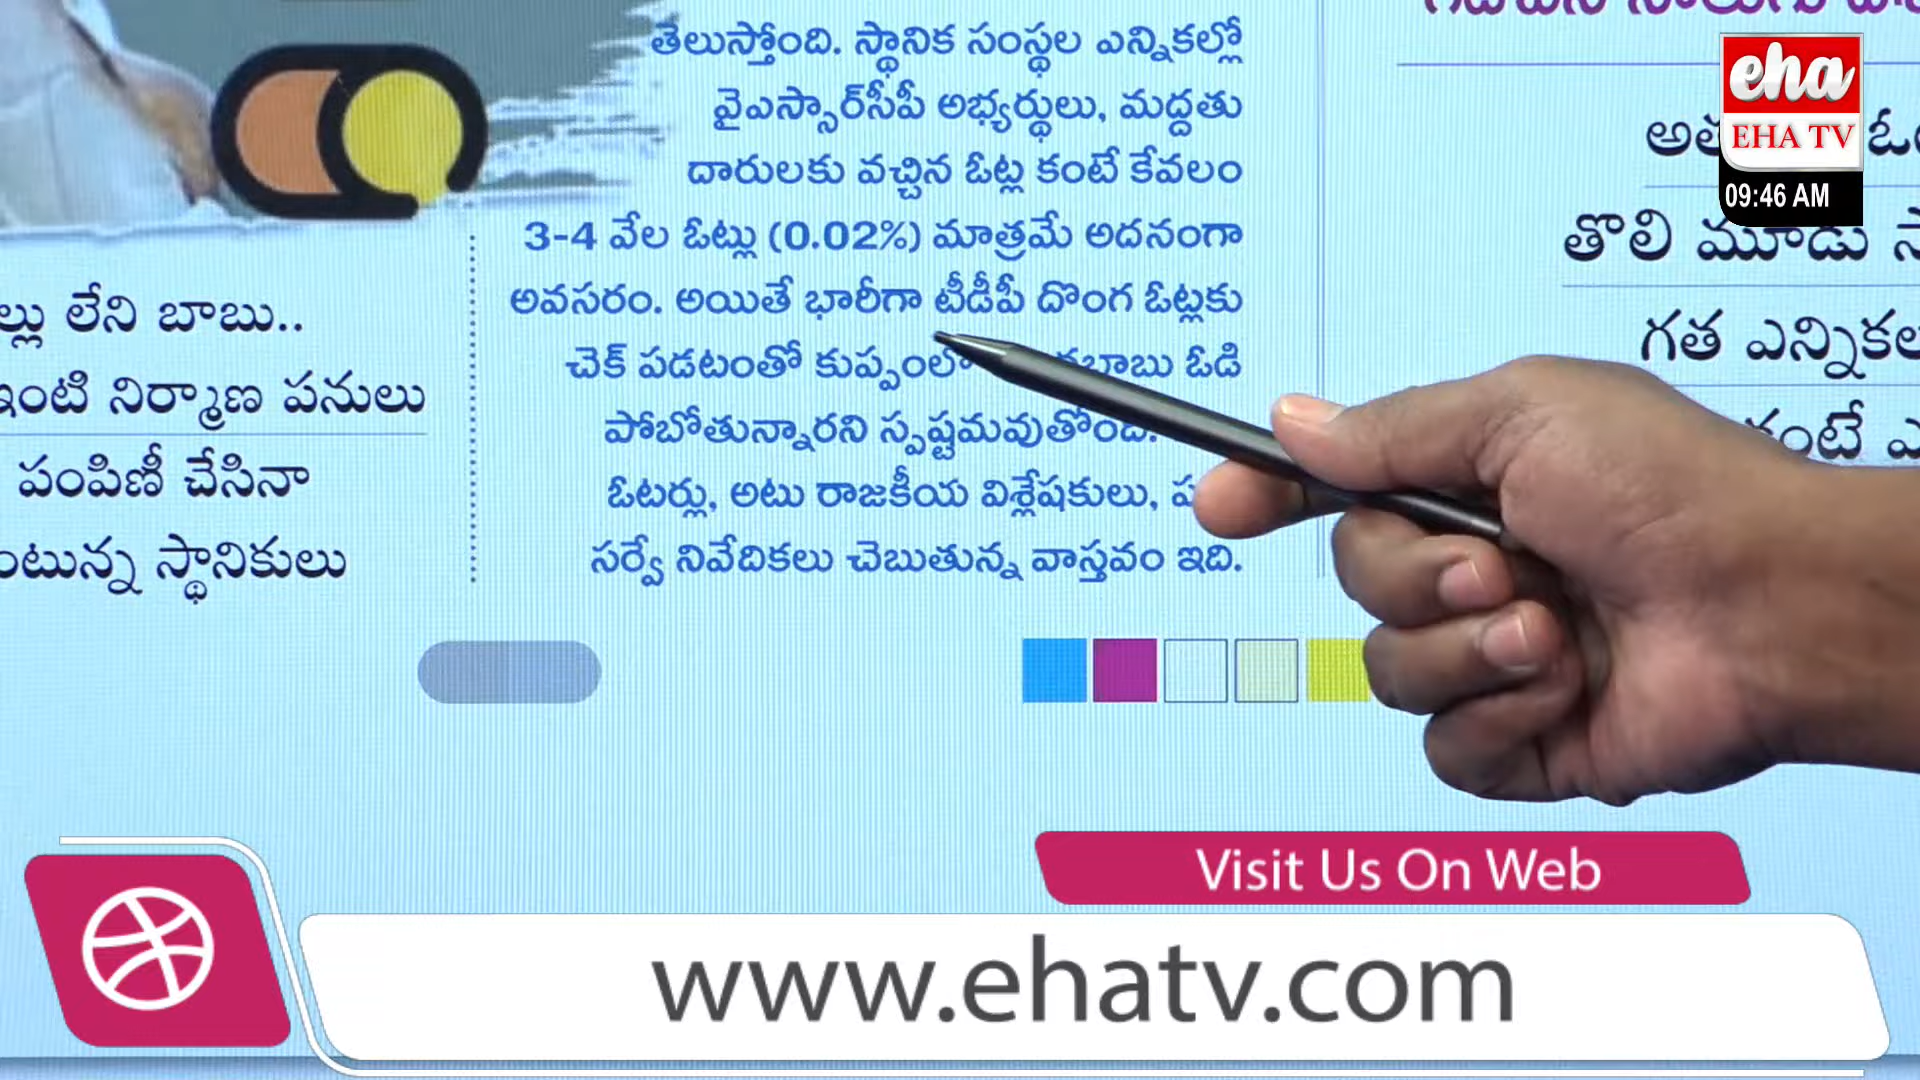 తెలుస్తోంది. స్థానిక సంస్థల ఎన్నికల్లో
వైఎస్సార్‌సీపీ అభ్యర్థులు, మద్దతు
దారులకు వచ్చిన ఓట్ల కంటే కేవలం
3-4 వేల ఓట్లు (0.02%) మాత్రమే అదనంగా
అవసరం. అయితే భారీగా టీడీపీ దొంగ ఓట్లకు
చెక్ పడటంతో కుప్పంలో ఓడి
పోబోతున్నారని స్పష్టమవుతోంది.
ఓటర్లు, అటు రాజకీయ విశ్లేషకులు,
సర్వే నివేదికలు చెబుతున్న వాస్తవం ఇది.
లేని బాబు..
ఇంటి నిర్మాణ పనులు
పంపిణీ చేసినా
స్థానికులు
తొలి మూడు
గత
కంటే
eha
EHA TV
09:46 AM
Visit Us On Web
www.ehatv.com